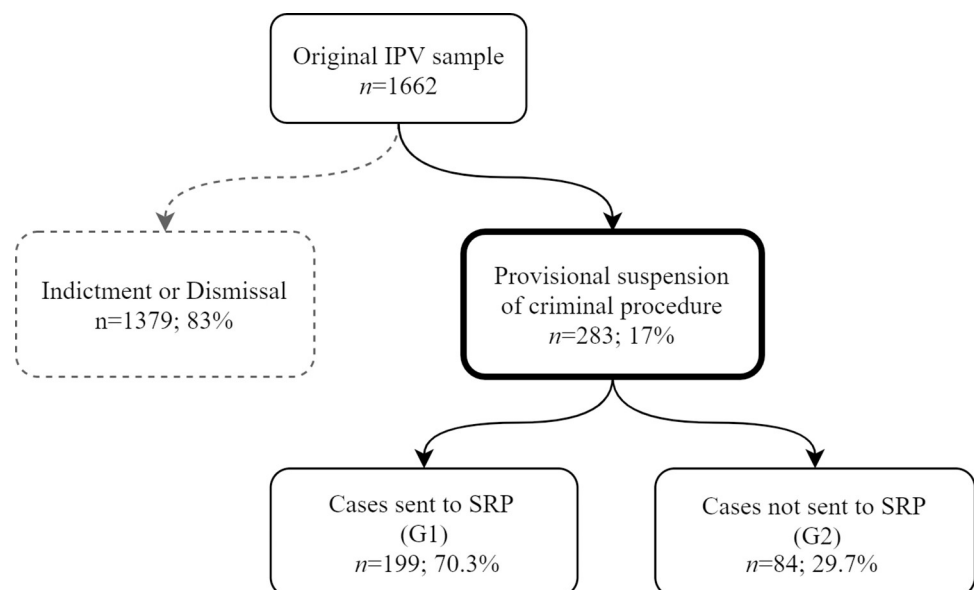 Original IPV sample
n=1662
Indictment or Dismissal
n=1379; 83%
Provisional suspension
of criminal procedure
n=283; 17%
Cases sent to SRP
(G1)
n=199; 70.3%
Cases not sent to SRP
(G2)
n=84; 29.7%